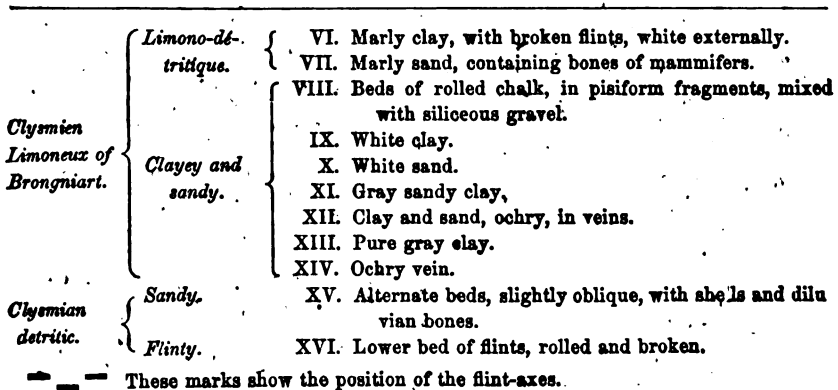 Limono-dé-
tritique.
VI. Marly clay, with broken flints, white externally.
VII. Marly sand, containing bones of mammifers.
Clysmien
Limoneux of
Brongniart.
Clayey and
sandy.
VIII. Beds of rolled chalk, in pisiform fragments, mixed
with siliceous gravel.
IX. White clay.
X. White sand.
XI. Gray sandy clay,
XII. Clay and sand, ochry, in veins.
XIII. Pure gray clay.
XIV. Ochry vein.
Clysmian
detritic.
Sandy.
XV. Alternate beds, slightly oblique, with shells and dilu
vian bones.
Flinty.
XVI. Lower bed of flints, rolled and broken.
These marks show the position of the flint-axes.